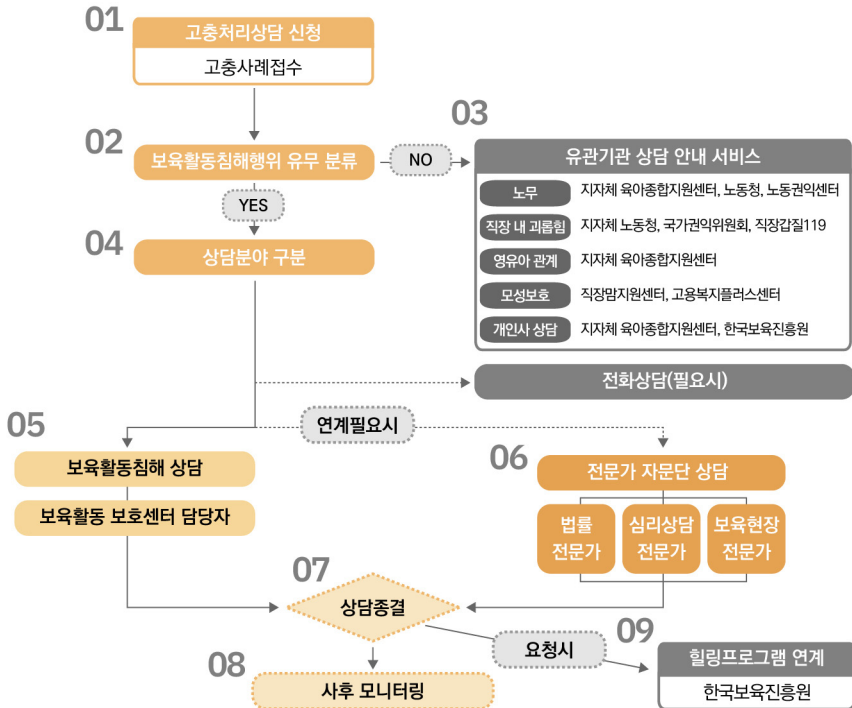 01
고충처리상담 신청
고충사례접수
02
보육활동침해행위 유무 분류
NO
03
유관기관 상담 안내 서비스
노무 지자체 육아종합지원센터, 노동청, 노동권익센터
직장 내 괴롭힘 지자체 노동청, 국가권익위원회, 직장갑질119
영유아 관계 지자체 육아종합지원센터
모성보호 직장맘지원센터, 고용복지플러스센터
개인사 상담 지자체 육아종합지원센터, 한국보육진흥원
YES
04
상담분야 구분
전화상담(필요시)
연계필요시
05
보육활동침해 상담
보육활동 보호센터 담당자
06
전문가 자문단 상담
법률
전문가
심리상담
전문가
보육현장
전문가
07
상담종결
08
사후 모니터링
요청시
09
힐링프로그램 연계
한국보육진흥원